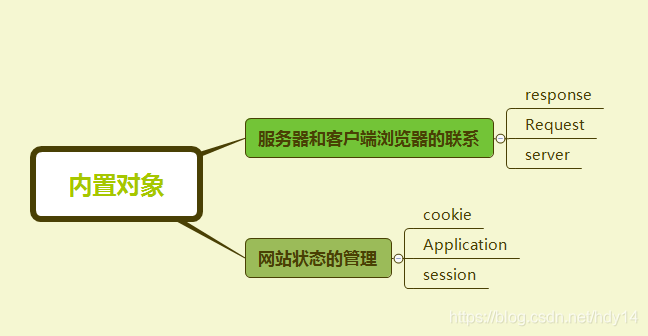 内置对象
服务器和客户端浏览器的联系
response
Request
server
网站状态的管理
cookie
Application
session
https://blog.csdn.net/hdy14